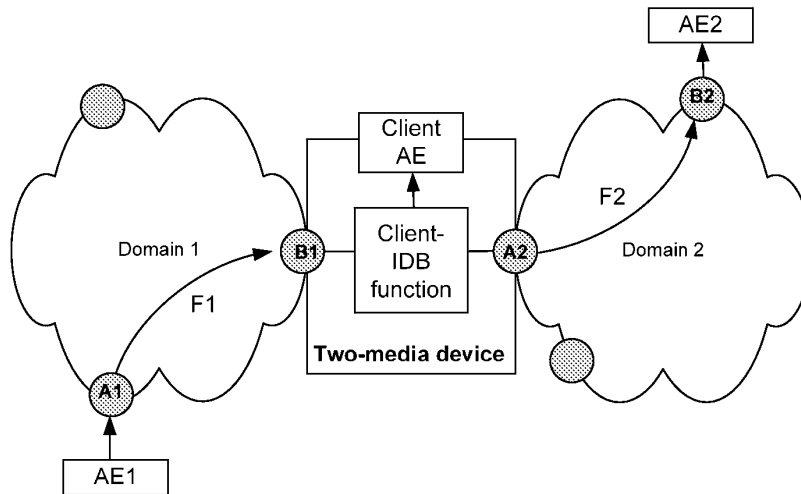 AE2
B2
Client
AE
F2
Domain 1
B1
Client-
IDB
function
A2
Domain 2
F1
Two-media device
A1
AE1